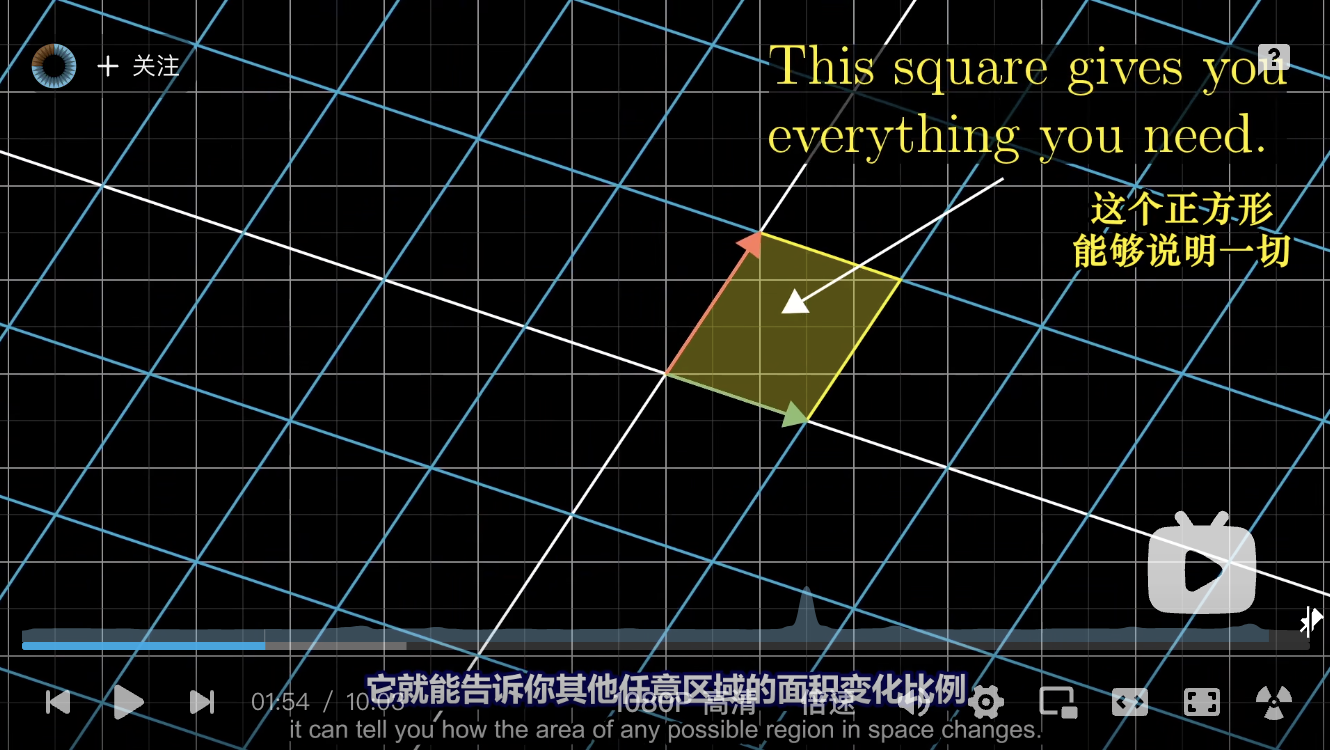 + 关注
This square gives you
2
everything you need.
这个正方形
能够说明一切
它就能告诉你其他任意区域的面积变化比例
01:54 / 10:03
1080P 高清
倍速
it can tell you how the area of any possible region in space changes.